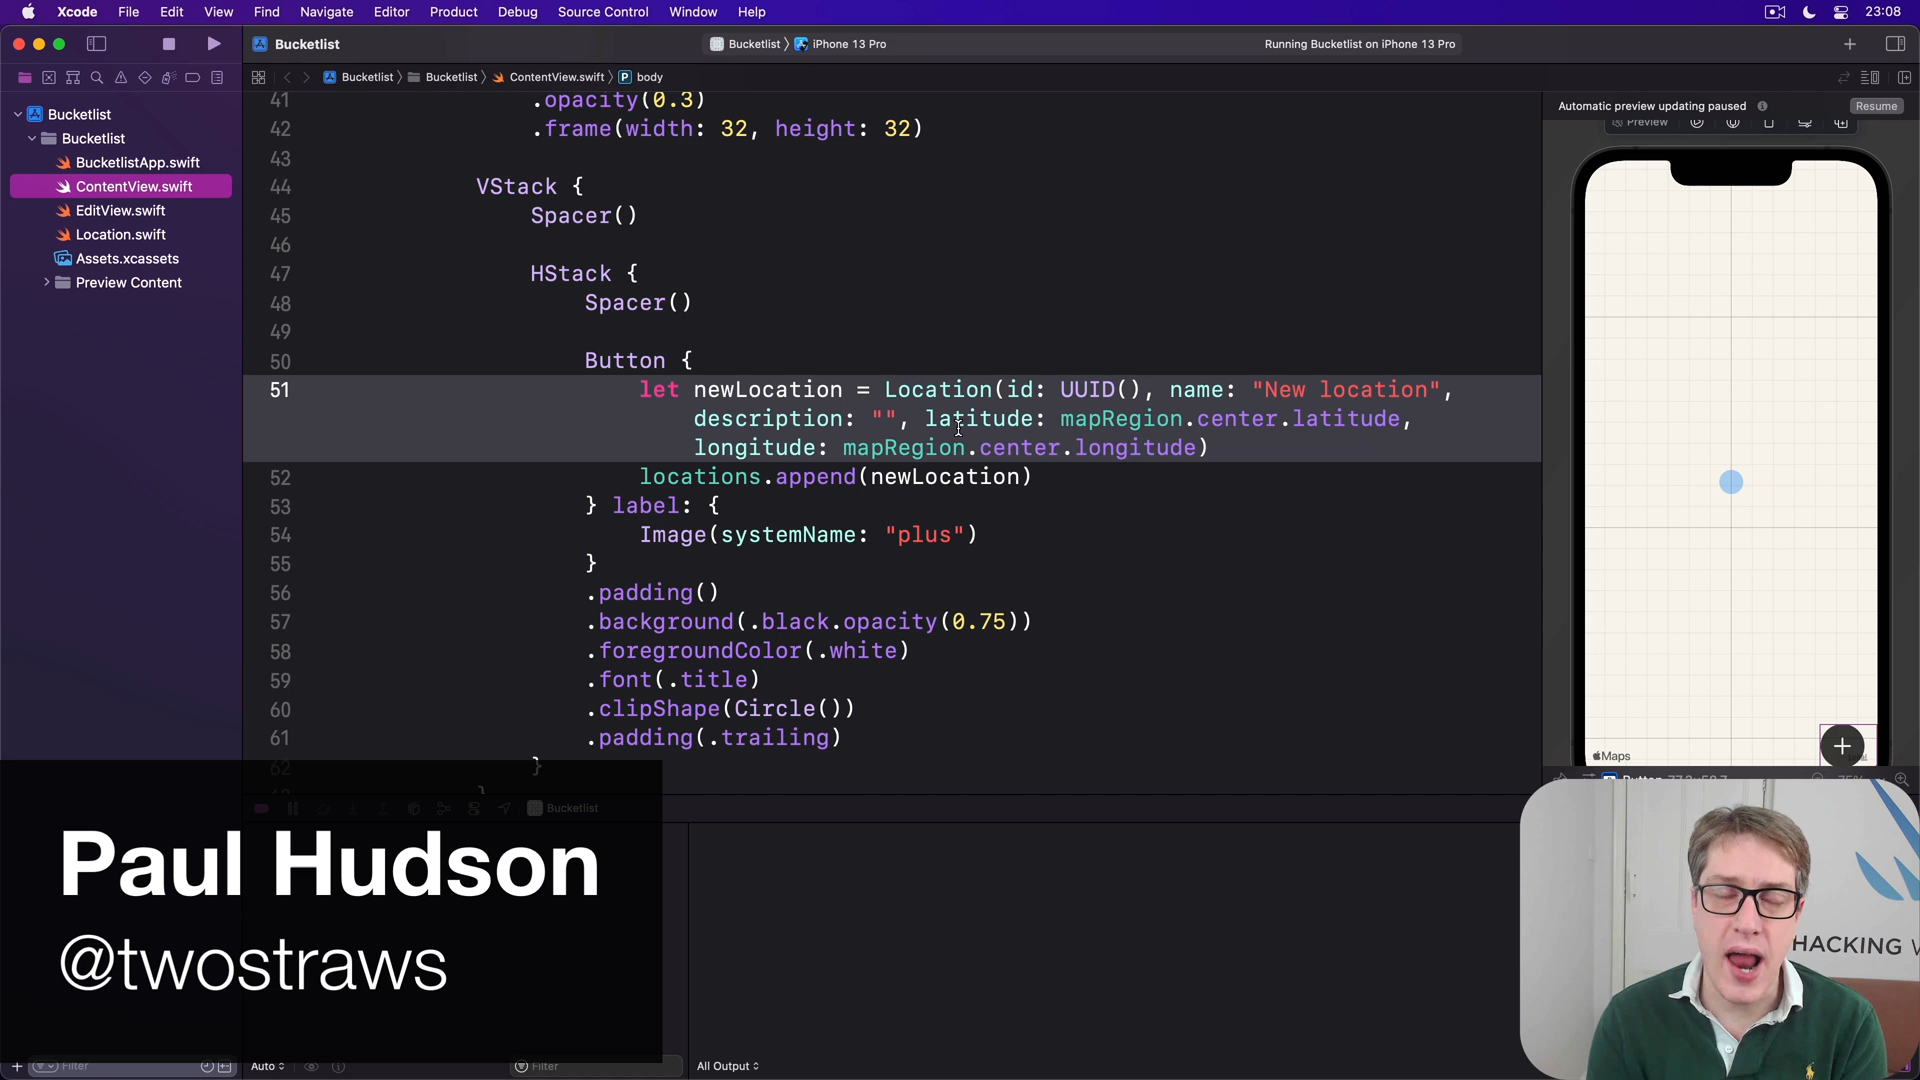 Xcode File Edit View Find Navigate Editor Product Debug Source Control Window Help 23:08
Bucketlist
Bucketlist 〉 iPhone 13 Pro
Running Bucketlist on iPhone 13 Pro
Bucketlist 〉 Bucketlist 〉 ContentView.swift 〉 P body
Bucketlist
Bucketlist
BucketlistApp.swift
ContentView.swift
EditView.swift
Location.swift
Assets.xcassets
Preview Content
41 .opacity(0.3)
42 .frame(width: 32, height: 32)
43
44 VStack {
45 Spacer()
46
47 HStack {
48 Spacer()
49
50 Button {
51 let newLocation = Location(id: UUID(), name: "New location",
description: "", latitude: mapRegion.center.latitude,
longitude: mapRegion.center.longitude)
52 locations.append(newLocation)
53 } label: {
54 Image(systemName: "plus")
55 }
56 .padding()
57 .background(.black.opacity(0.75))
58 .foregroundColor(.white)
59 .font(.title)
60 .clipShape(Circle())
61 .padding(.trailing)
62 }
}
Automatic preview updating paused Resume
Preview
Maps
Bucketlist
Paul Hudson
@twostraws
HACKING W
Filter
Auto
Filter
All Output